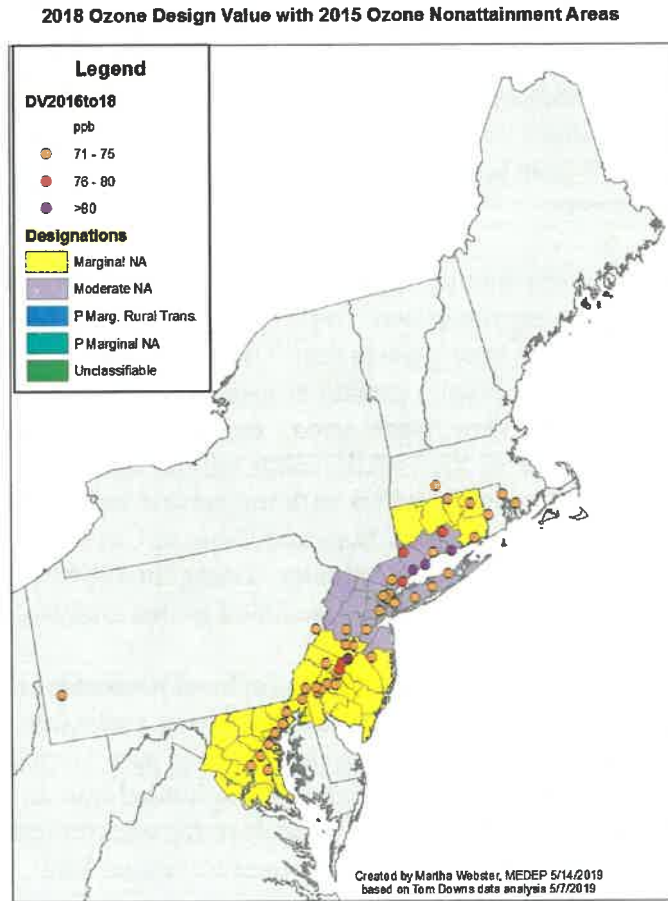 2018 Ozone Design Value with 2015 Ozone Nonattainment Areas
Legend
DV2016to18
ppb
71 - 75
76 - 80
>80
Designations
Marginal NA
Moderate NA
P Marg. Rural Trans.
P Marginal NA
Unclassifiable
Created by Martha Webster, MEDEP 5/14/2019
based on Tom Downs data analysis 5/7/2019